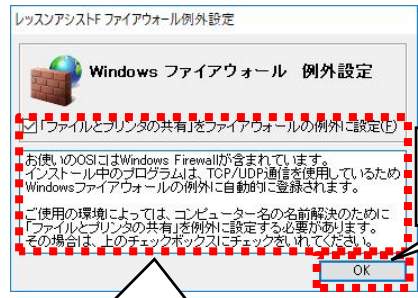 レッスンアシストF ファイアウォール例外設定
Windows ファイアウォール 例外設定
「ファイルとプリンタの共有」をファイアウォールの例外に設定(F)
お使いのOSにはWindows Firewallが含まれています。
インストール中のプログラムは、TCP/UDP通信を使用しているため
Windowsファイアウォールの例外に自動的に登録されます。
ご使用の環境によっては、コンピューター名の名前解決のために
「ファイルとプリンタの共有」を例外に設定する必要があります。
その場合は、上のチェックボックスにチェックをいれてください。
OK